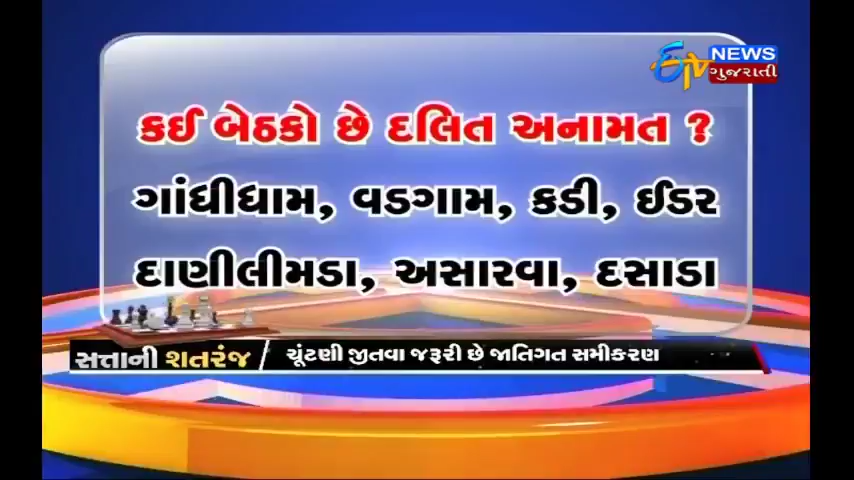 ETV NEWS
ગુજરાતી
કઈ બેઠકો છે દલિત અનામત ?
ગાંધીધામ, વડગામ, કડી, ઈડર
દાણીલીમડા, અસારવા, દસાડા
સત્તાની શતરંજ / ચૂંટણી જીતવા જરૂરી છે જાતિગત સમીકરણ